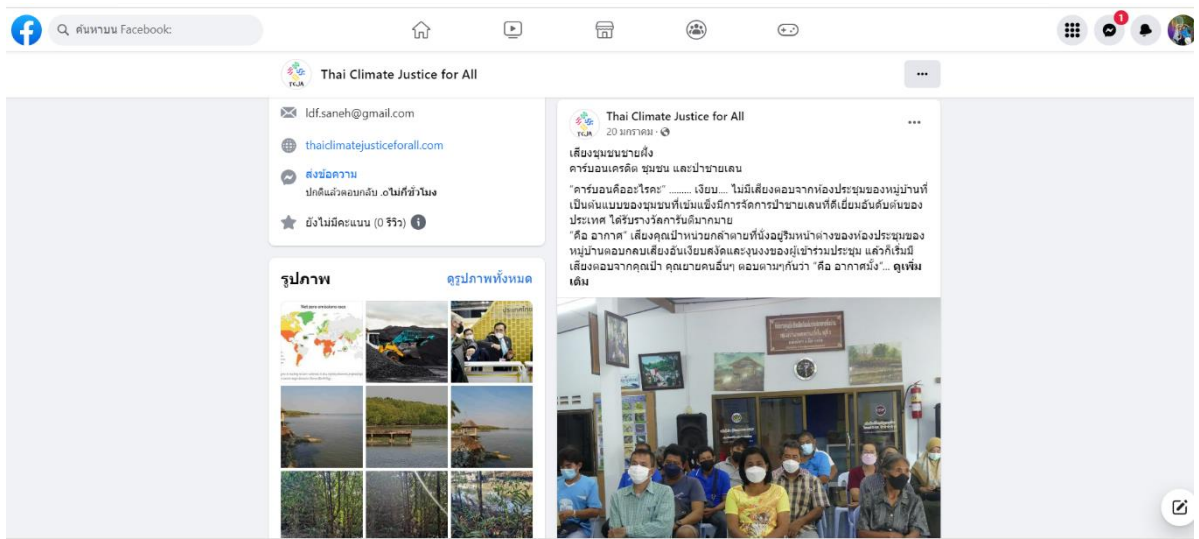 ค้นหาบน Facebook:
1
Thai Climate Justice for All
ldf.saneh@gmail.com
thaiclimatejusticeforall.com
ส่งข้อความ
ปกติแล้วตอบกลับ .oไม่กี่ชั่วโมง
ยังไม่มีคะแนน (0 รีวิว)
รูปภาพ
ดูรูปภาพทั้งหมด
Thai Climate Justice for All
20 มกราคม ·
เสียงชุมชนชายฝั่ง
คาร์บอนเครดิต ชุมชน และป่าชายเลน
"คาร์บอนคืออะไรคะ" ......... เงียบ.... ไม่มีเสียงตอบจากห้องประชุมของหมู่บ้านที่
เป็นต้นแบบของชุมชนที่เข้มแข็งมีการจัดการป่าชายเลนที่ดีเยี่ยมอันดับต้นของ
ประเทศ ได้รับรางวัลการันตีมากมาย
"คือ อากาศ" เสียงคุณป้าหน่วยกล้าตายที่นั่งอยู่ริมหน้าต่างของห้องประชุมของ
หมู่บ้านตอบกลบเสียงอันเงียบสงัดและงุนงงของผู้เข้าร่วมประชุม แล้วก็เริ่มมี
เสียงตอบจากคุณป้า คุณยายคนอื่นๆ ตอบตามๆกันว่า "คือ อากาศมั้ง"... ดูเพิ่ม
เติม